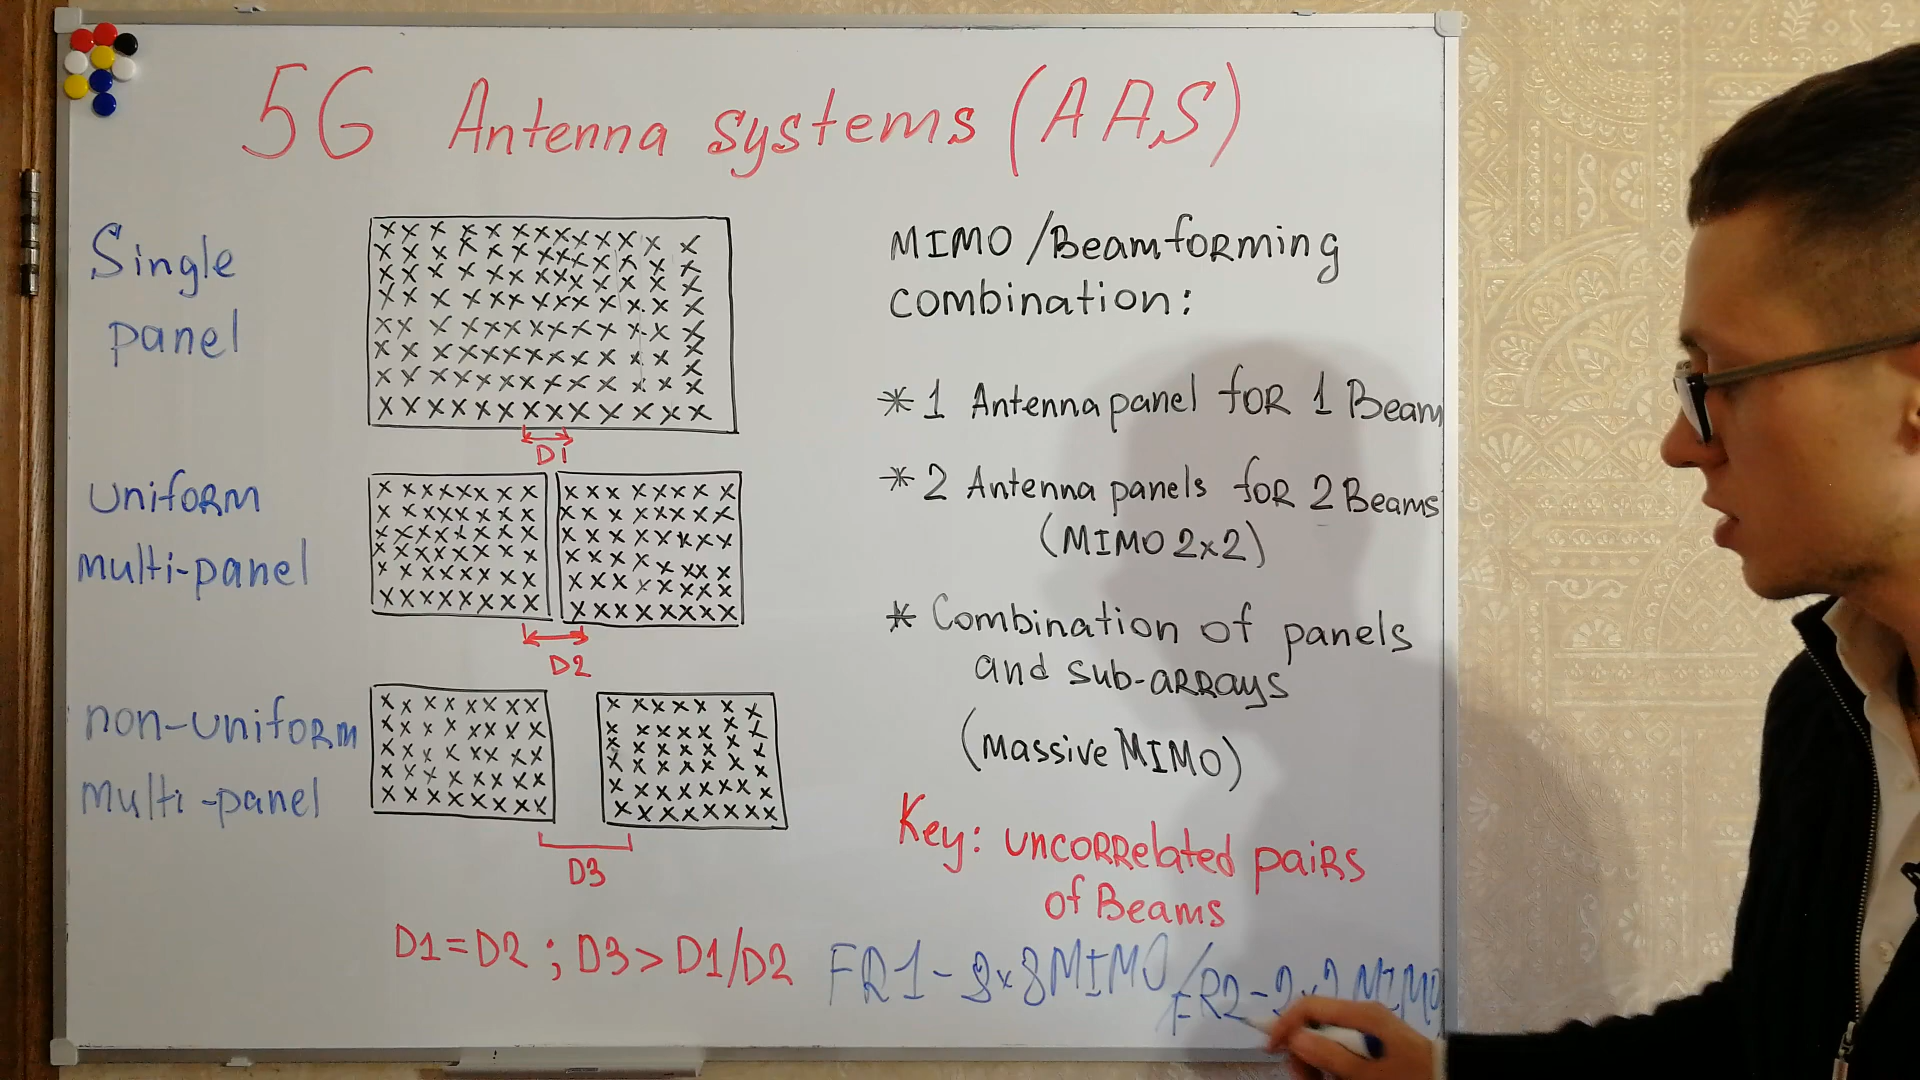 5G Antenna systems (AAS)
Single
panel
D1
uniform
multi-panel
D2
non-uniform
multi-panel
D3
D1=D2 ; D3 > D1/D2
MIMO/Beamforming
combination:
* 1 Antenna panel for 1 Beam
* 2 Antenna panels for 2 Beams
(MIMO 2x2)
* Combination of panels
and sub-arrays
(Massive MIMO)
Key: uncorrelated pairs
of Beams
FR1 - 8x8 MIMO / FR2 - 2x2 MIMO